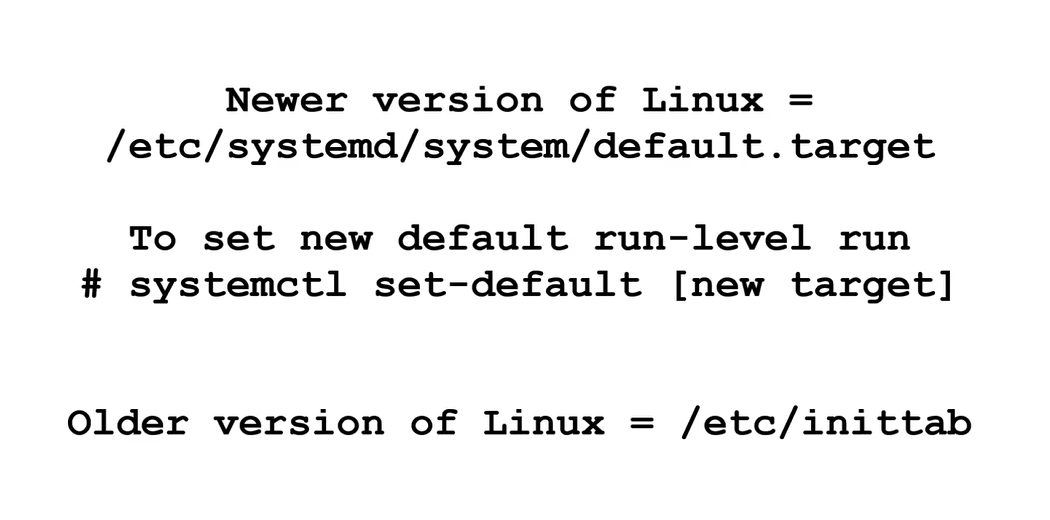 Newer version of Linux =
/etc/systemd/system/default.target
To set new default run-level run
# systemctl set-default [new target]
Older version of Linux = /etc/inittab